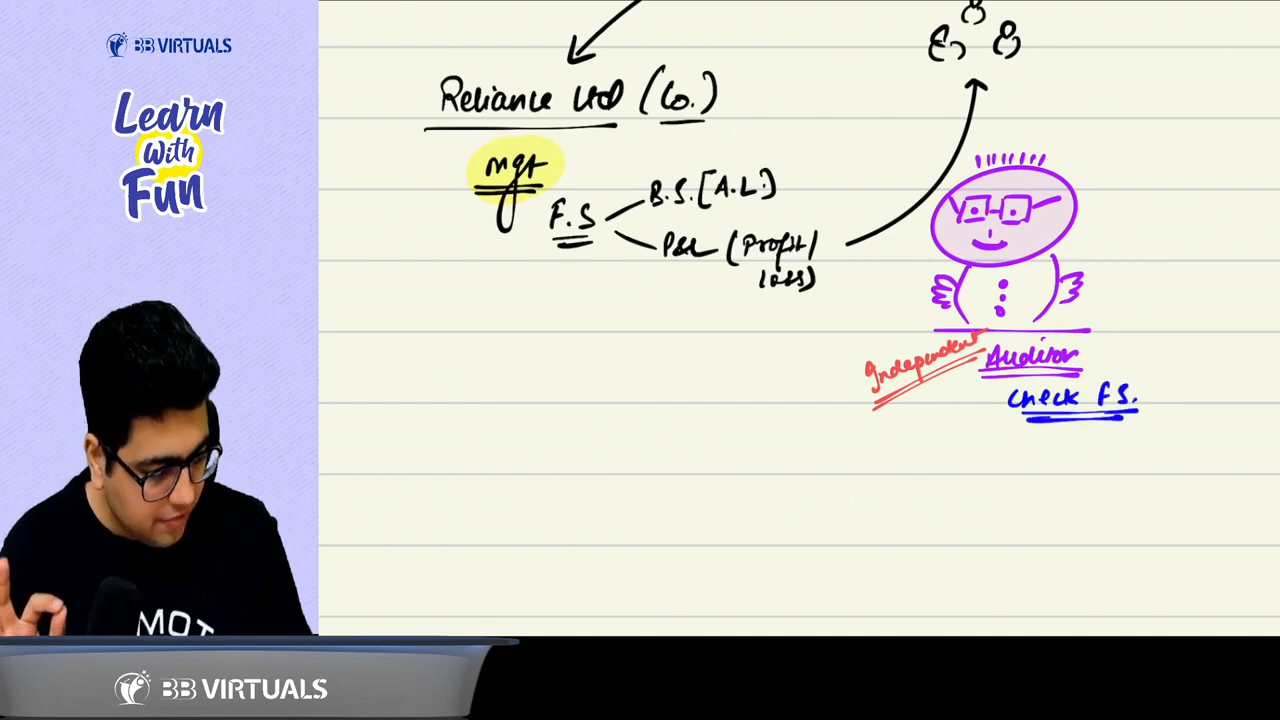 BB VIRTUALS
Learn
With
Fun
Reliance Ltd (Co.)
mgt
F.S
B.S. [A.L.]
P&L (Profit/
loss)
Independent
Auditor
Check F S.
MOT
BB VIRTUALS